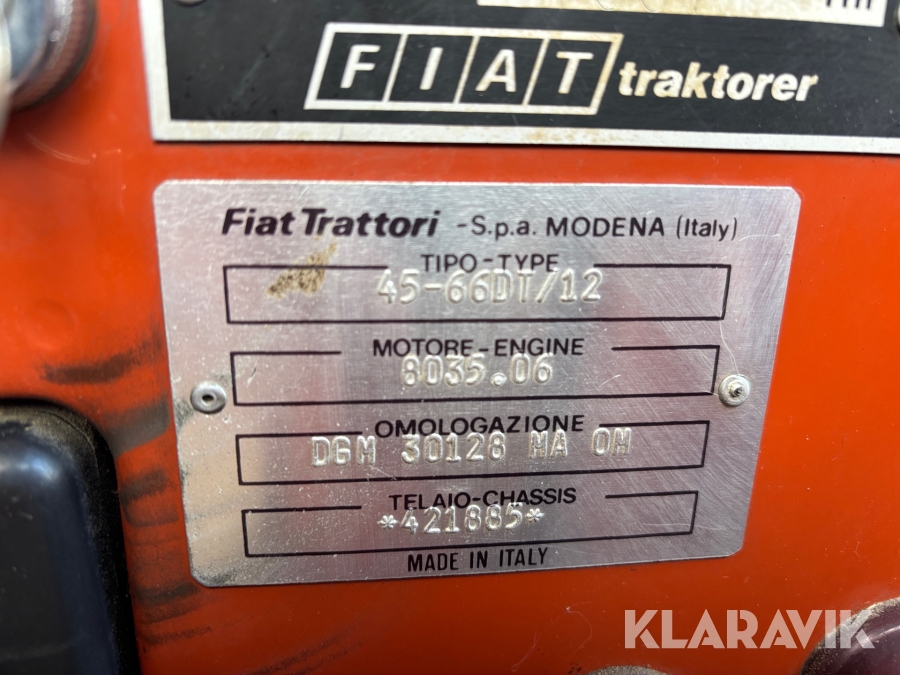 FIAT traktorer
Fiat Trattori -S.p.a. MODENA (Italy)
TIPO-TYPE
45-66DT/12
MOTORE-ENGINE
8035.06
OMOLOGAZIONE
DGM 30128 MA OM
TELAIO-CHASSIS
*421885*
MADE IN ITALY
KLARAVIK